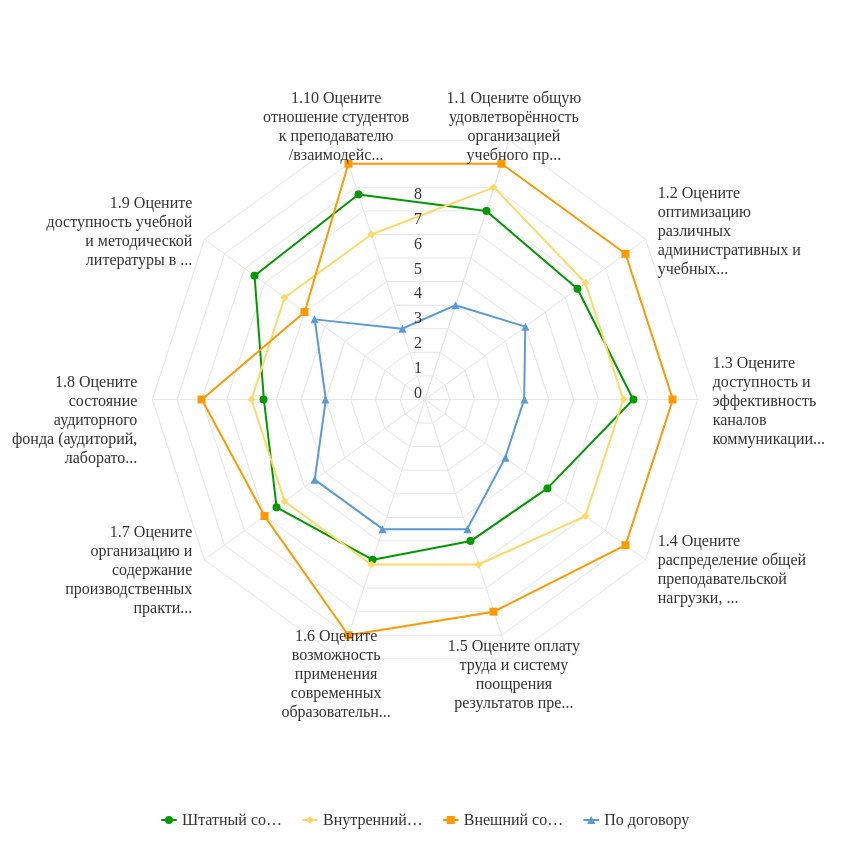 1.10 Оцените
отношение студентов
к преподавателю
/взаимодейс...
1.1 Оцените общую
удовлетворённость
организацией
учебного пр...
1.9 Оцените
доступность учебной
и методической
литературы в ...
1.2 Оцените
оптимизацию
различных
административных и
учебных...
8
7
6
5
4
3
2
1
0
1.8 Оцените
состояние
аудиторного
фонда (аудиторий,
лаборато...
1.3 Оцените
доступность и
эффективность
каналов
коммуникации...
1.7 Оцените
организацию и
содержание
производственных
практи...
1.4 Оцените
распределение общей
преподавательской
нагрузки, ...
1.6 Оцените
возможность
применения
современных
образовательн...
1.5 Оцените оплату
труда и систему
поощрения
результатов пре...
Штатный со…
Внутренний…
Внешний со…
По договору